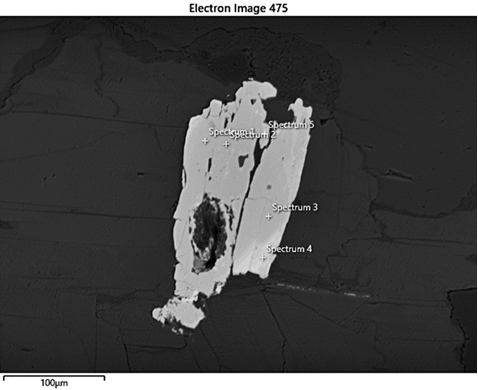 Electron Image 475
Spectrum 1
Spectrum 2
Spectrum 5
Spectrum 3
Spectrum 4
100μm